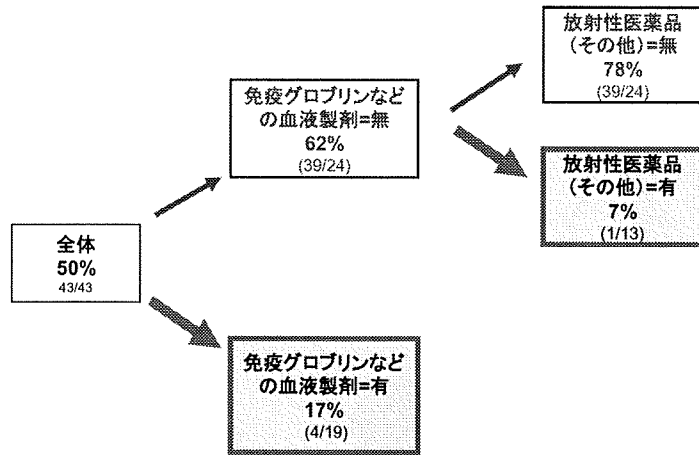 放射性医薬品
(その他)=無
78%
(39/24)
免疫グロブリンなど
の血液製剤=無
62%
(39/24)
放射性医薬品
(その他)=有
7%
(1/13)
全体
50%
43/43
免疫グロブリンなど
の血液製剤=有
17%
(4/19)